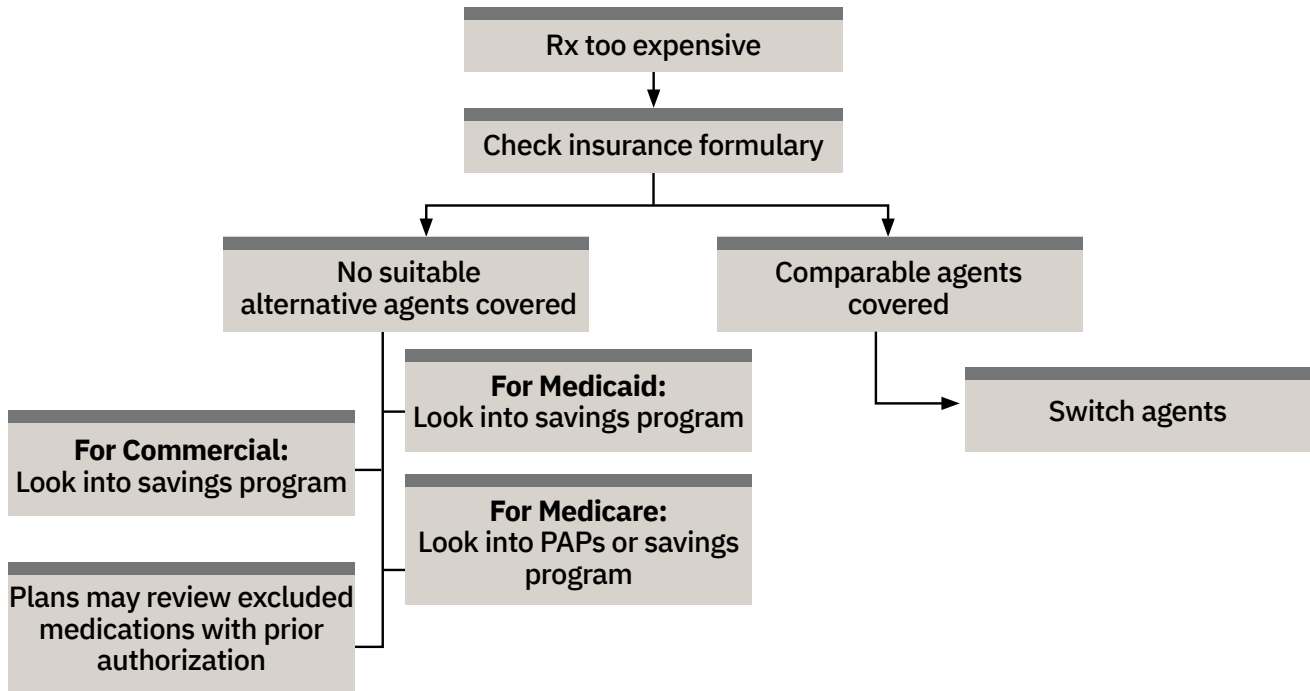 Rx too expensive
Check insurance formulary
No suitable
alternative agents covered
Comparable agents
covered
For Medicaid:
Look into savings program
Switch agents
For Commercial:
Look into savings program
For Medicare:
Look into PAPs or savings
program
Plans may review excluded
medications with prior
authorization